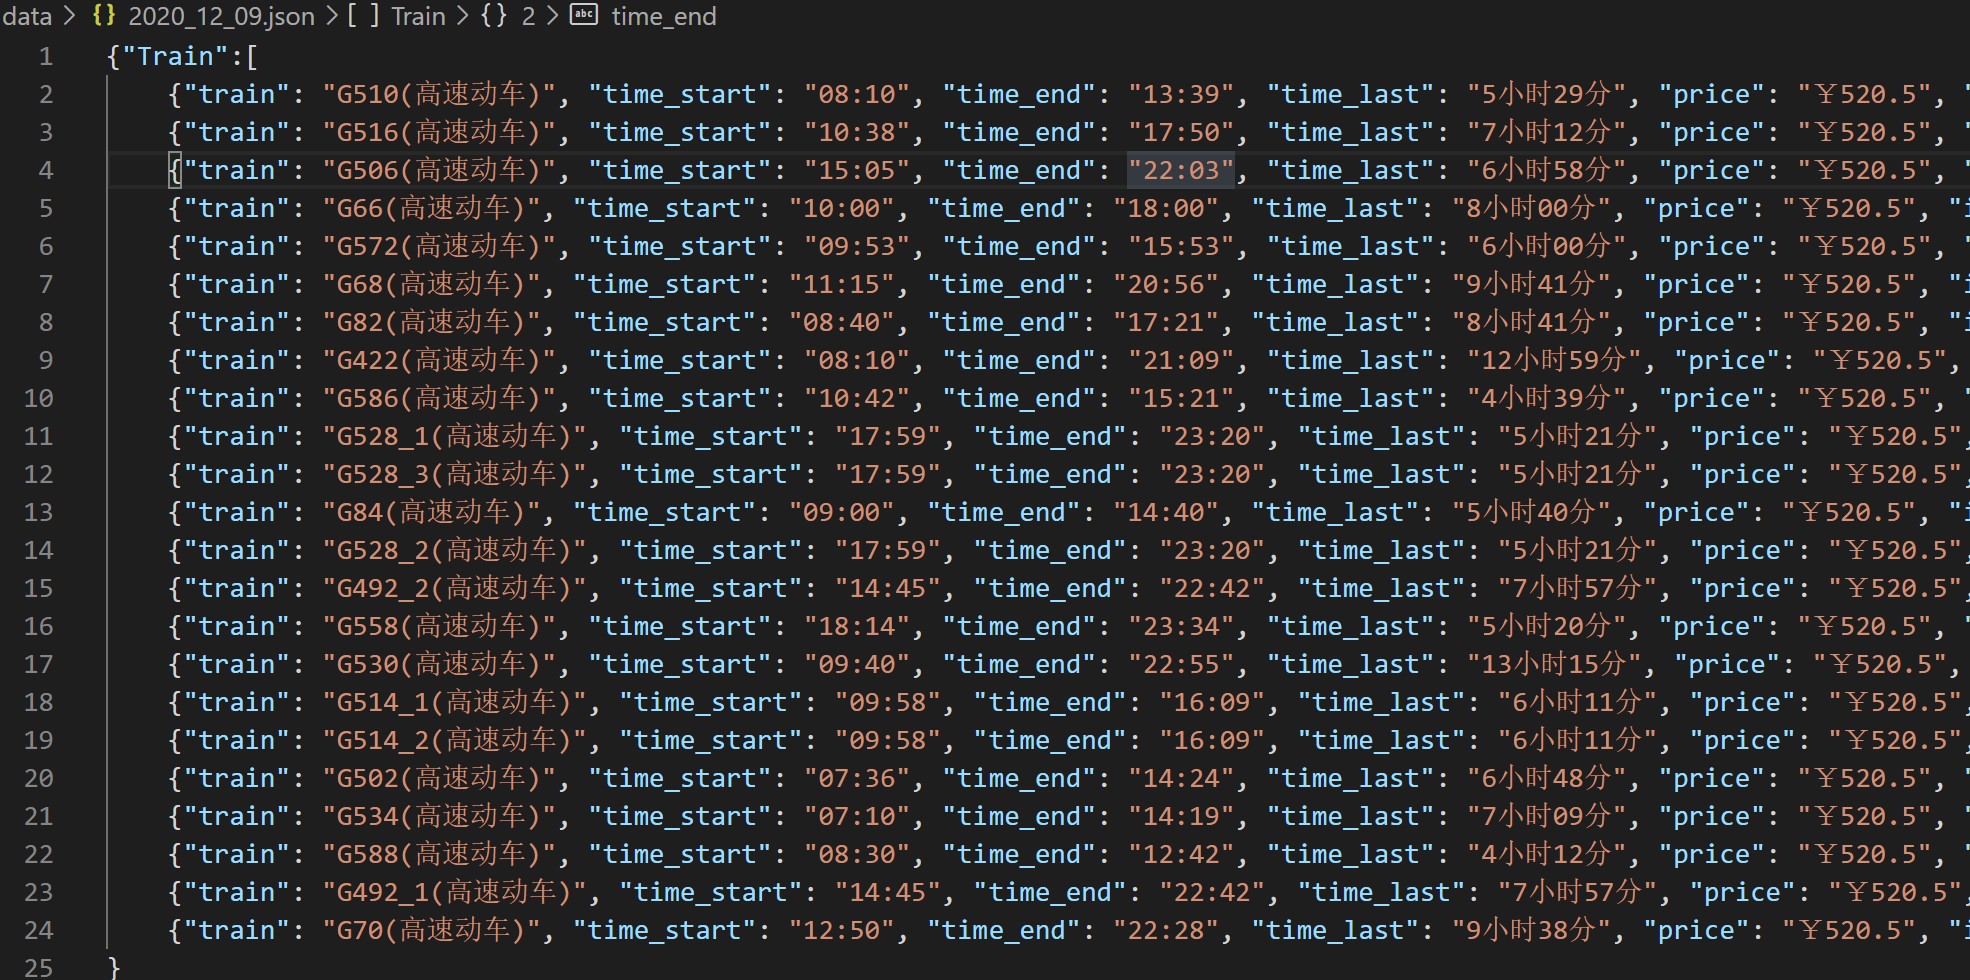 data > {} 2020_12_09.json > [ ] Train > {} 2 > abc time_end
1 {"Train":[
2 {"train": "G510(高速动车)", "time_start": "08:10", "time_end": "13:39", "time_last": "5小时29分", "price": "￥520.5", "
3 {"train": "G516(高速动车)", "time_start": "10:38", "time_end": "17:50", "time_last": "7小时12分", "price": "￥520.5", "
4 {"train": "G506(高速动车)", "time_start": "15:05", "time_end": "22:03", "time_last": "6小时58分", "price": "￥520.5", "
5 {"train": "G66(高速动车)", "time_start": "10:00", "time_end": "18:00", "time_last": "8小时00分", "price": "￥520.5", "i
6 {"train": "G572(高速动车)", "time_start": "09:53", "time_end": "15:53", "time_last": "6小时00分", "price": "￥520.5", "
7 {"train": "G68(高速动车)", "time_start": "11:15", "time_end": "20:56", "time_last": "9小时41分", "price": "￥520.5", "i
8 {"train": "G82(高速动车)", "time_start": "08:40", "time_end": "17:21", "time_last": "8小时41分", "price": "￥520.5", "i
9 {"train": "G422(高速动车)", "time_start": "08:10", "time_end": "21:09", "time_last": "12小时59分", "price": "￥520.5",
10 {"train": "G586(高速动车)", "time_start": "10:42", "time_end": "15:21", "time_last": "4小时39分", "price": "￥520.5", "
11 {"train": "G528_1(高速动车)", "time_start": "17:59", "time_end": "23:20", "time_last": "5小时21分", "price": "￥520.5",
12 {"train": "G528_3(高速动车)", "time_start": "17:59", "time_end": "23:20", "time_last": "5小时21分", "price": "￥520.5",
13 {"train": "G84(高速动车)", "time_start": "09:00", "time_end": "14:40", "time_last": "5小时40分", "price": "￥520.5", "i
14 {"train": "G528_2(高速动车)", "time_start": "17:59", "time_end": "23:20", "time_last": "5小时21分", "price": "￥520.5",
15 {"train": "G492_2(高速动车)", "time_start": "14:45", "time_end": "22:42", "time_last": "7小时57分", "price": "￥520.5",
16 {"train": "G558(高速动车)", "time_start": "18:14", "time_end": "23:34", "time_last": "5小时20分", "price": "￥520.5", "
17 {"train": "G530(高速动车)", "time_start": "09:40", "time_end": "22:55", "time_last": "13小时15分", "price": "￥520.5",
18 {"train": "G514_1(高速动车)", "time_start": "09:58", "time_end": "16:09", "time_last": "6小时11分", "price": "￥520.5",
19 {"train": "G514_2(高速动车)", "time_start": "09:58", "time_end": "16:09", "time_last": "6小时11分", "price": "￥520.5",
20 {"train": "G502(高速动车)", "time_start": "07:36", "time_end": "14:24", "time_last": "6小时48分", "price": "￥520.5", "
21 {"train": "G534(高速动车)", "time_start": "07:10", "time_end": "14:19", "time_last": "7小时09分", "price": "￥520.5", "
22 {"train": "G588(高速动车)", "time_start": "08:30", "time_end": "12:42", "time_last": "4小时12分", "price": "￥520.5", "
23 {"train": "G492_1(高速动车)", "time_start": "14:45", "time_end": "22:42", "time_last": "7小时57分", "price": "￥520.5",
24 {"train": "G70(高速动车)", "time_start": "12:50", "time_end": "22:28", "time_last": "9小时38分", "price": "￥520.5", "i
25 }